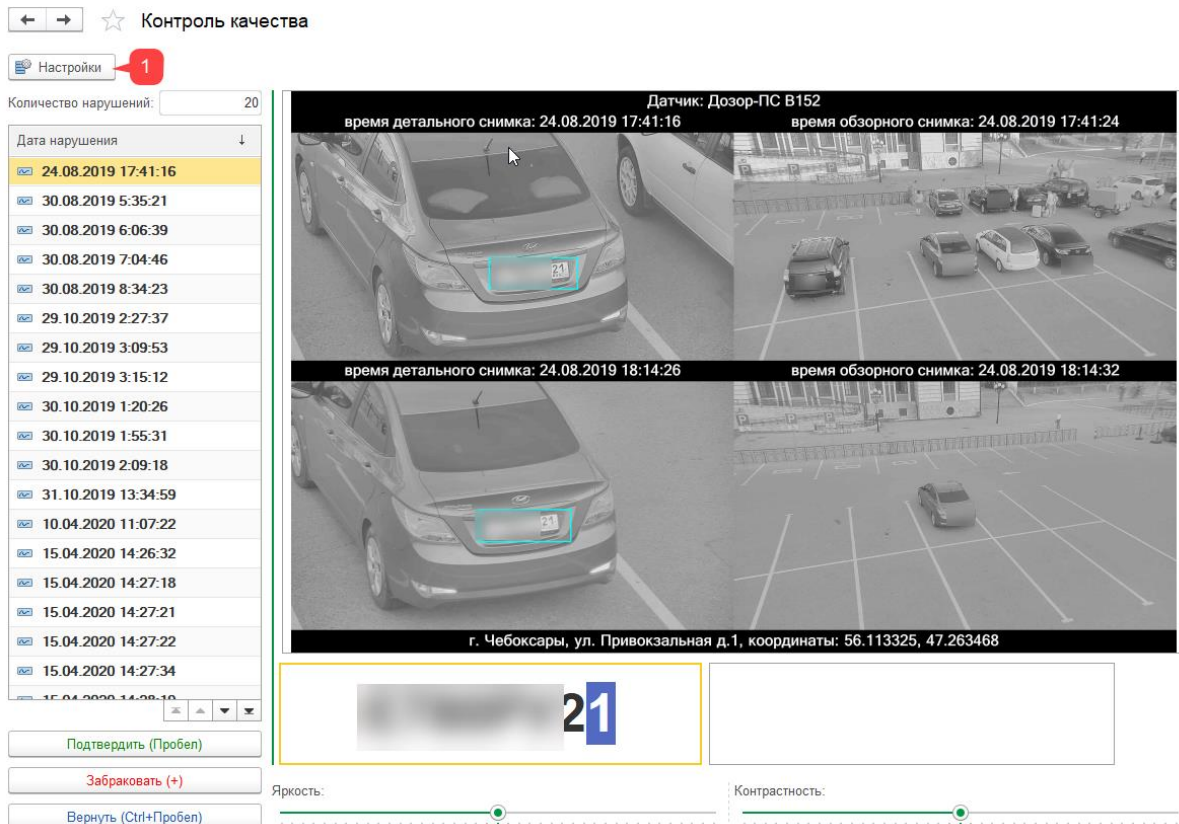 Контроль качества
Настройки
1
Количество нарушений: 20
Дата нарушения ↓
24.08.2019 17:41:16
30.08.2019 5:35:21
30.08.2019 6:06:39
30.08.2019 7:04:46
30.08.2019 8:34:23
29.10.2019 2:27:37
29.10.2019 3:09:53
29.10.2019 3:15:12
30.10.2019 1:20:26
30.10.2019 1:55:31
30.10.2019 2:09:18
31.10.2019 13:34:59
10.04.2020 11:07:22
15.04.2020 14:26:32
15.04.2020 14:27:18
15.04.2020 14:27:21
15.04.2020 14:27:22
15.04.2020 14:27:34
Подтвердить (Пробел)
Забраковать (+)
Вернуть (Ctrl+Пробел)
Датчик: Дозор-ПС B152
время детального снимка: 24.08.2019 17:41:16 время обзорного снимка: 24.08.2019 17:41:24
21
время детального снимка: 24.08.2019 18:14:26 время обзорного снимка: 24.08.2019 18:14:32
21
г. Чебоксары, ул. Привокзальная д.1, координаты: 56.113325, 47.263468
21
Яркость: Контрастность: